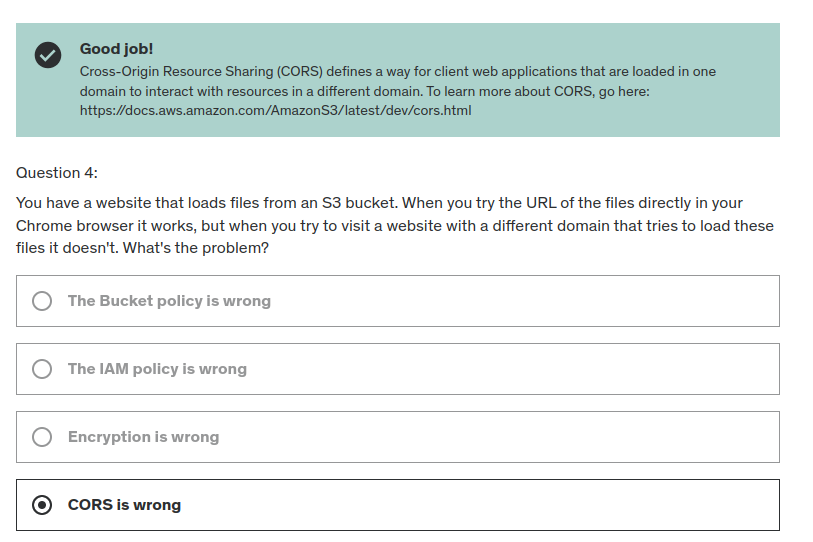 Good job!
Cross-Origin Resource Sharing (CORS) defines a way for client web applications that are loaded in one
domain to interact with resources in a different domain. To learn more about CORS, go here:
https://docs.aws.amazon.com/AmazonS3/latest/dev/cors.html
Question 4:
You have a website that loads files from an S3 bucket. When you try the URL of the files directly in your
Chrome browser it works, but when you try to visit a website with a different domain that tries to load these
files it doesn't. What's the problem?
The Bucket policy is wrong
The IAM policy is wrong
Encryption is wrong
CORS is wrong